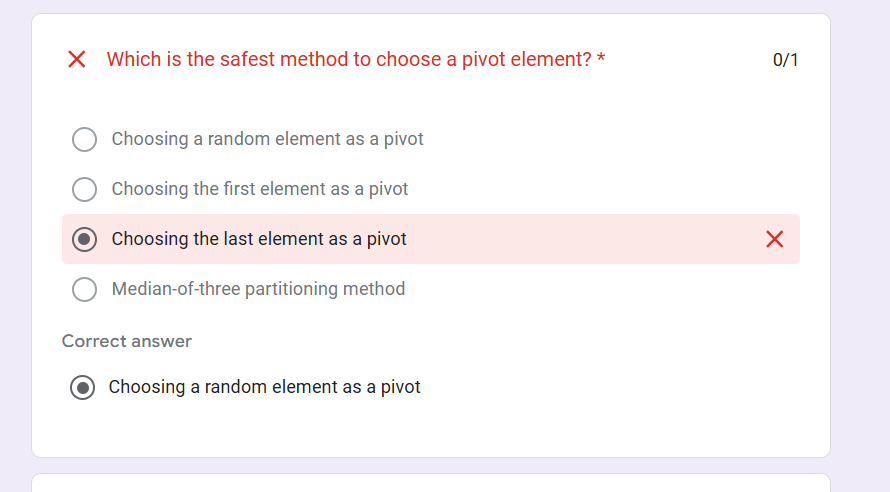 Which is the safest method to choose a pivot element? * 0/1
Choosing a random element as a pivot
Choosing the first element as a pivot
Choosing the last element as a pivot
Median-of-three partitioning method
Correct answer
Choosing a random element as a pivot